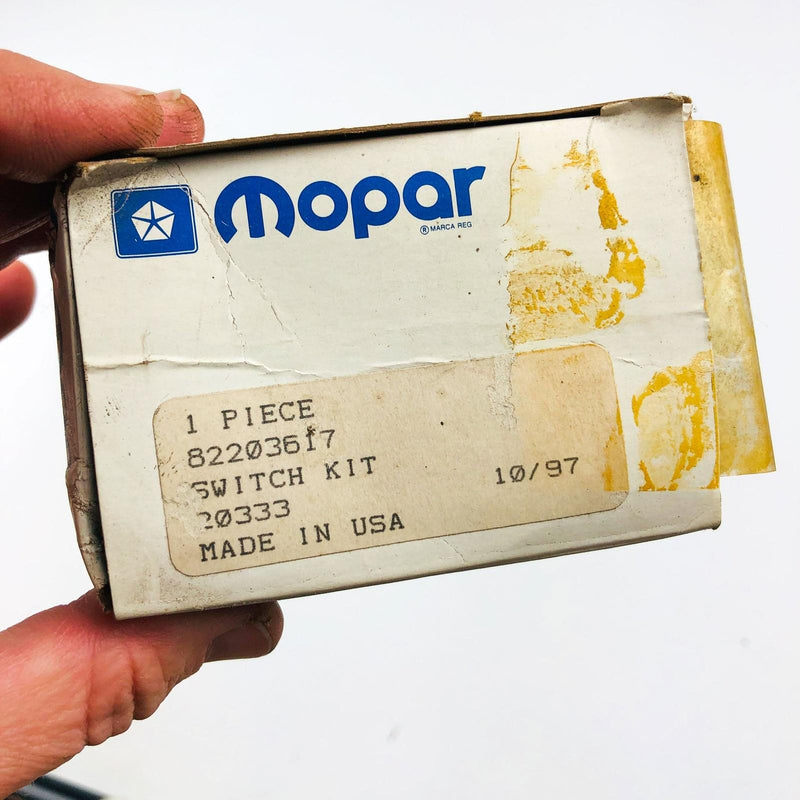 mopar
® MARCA REG
1 PIECE
82203617
SWITCH KIT
20333
MADE IN USA
10/97